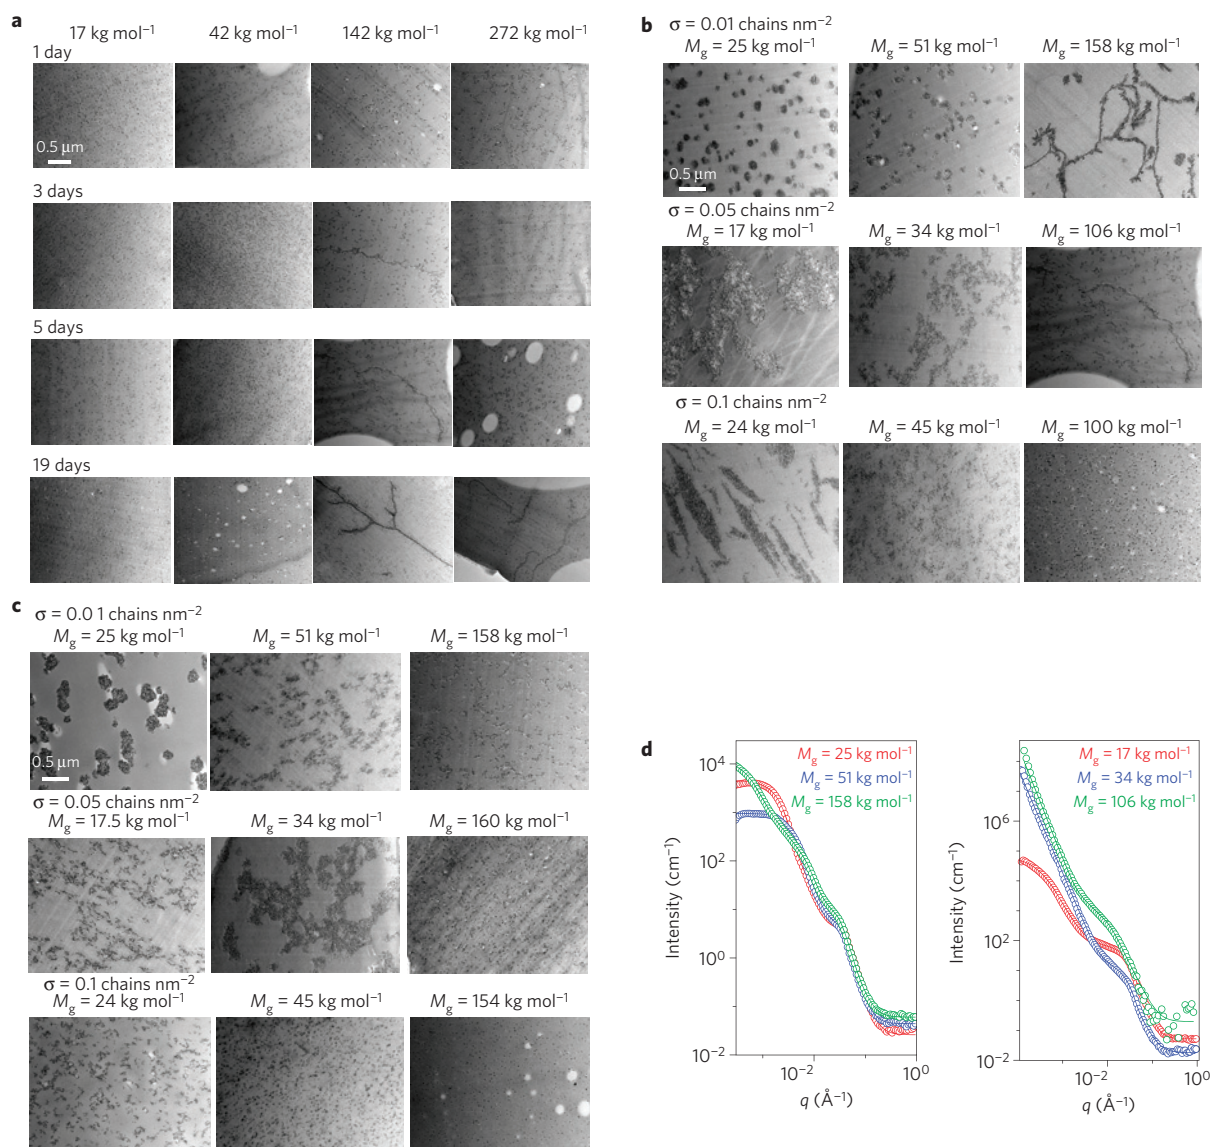 a
17 kg mol⁻¹ 42 kg mol⁻¹ 142 kg mol⁻¹ 272 kg mol⁻¹
1 day
0.5 μm
3 days
5 days
19 days
b
σ = 0.01 chains nm⁻²
Mg = 25 kg mol⁻¹ Mg = 51 kg mol⁻¹ Mg = 158 kg mol⁻¹
0.5 μm
σ = 0.05 chains nm⁻²
Mg = 17 kg mol⁻¹ Mg = 34 kg mol⁻¹ Mg = 106 kg mol⁻¹
σ = 0.1 chains nm⁻²
Mg = 24 kg mol⁻¹ Mg = 45 kg mol⁻¹ Mg = 100 kg mol⁻¹
c
σ = 0.0 1 chains nm⁻²
Mg = 25 kg mol⁻¹ Mg = 51 kg mol⁻¹ Mg = 158 kg mol⁻¹
0.5 μm
σ = 0.05 chains nm⁻²
Mg = 17.5 kg mol⁻¹ Mg = 34 kg mol⁻¹ Mg = 160 kg mol⁻¹
σ = 0.1 chains nm⁻²
Mg = 24 kg mol⁻¹ Mg = 45 kg mol⁻¹ Mg = 154 kg mol⁻¹
d
Mg = 25 kg mol⁻¹
Mg = 51 kg mol⁻¹
Mg = 158 kg mol⁻¹
10⁴
10²
10⁰
10⁻²
Intensity (cm⁻¹)
10⁻² 10⁰
q (Å⁻¹)
Mg = 17 kg mol⁻¹
Mg = 34 kg mol⁻¹
Mg = 106 kg mol⁻¹
10⁶
10²
10⁻²
Intensity (cm⁻¹)
10⁻² 10⁰
q (Å⁻¹)